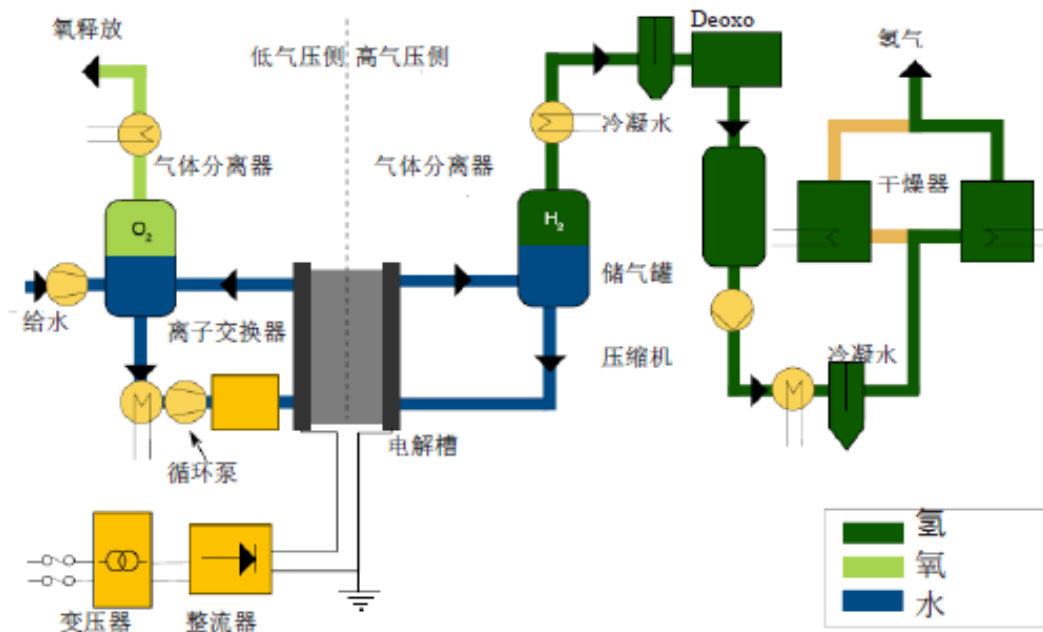 氧释放
低气压侧
高气压侧
Deoxo
氢气
冷凝水
气体分离器
气体分离器
干燥器
O₂
H₂
储气罐
给水
离子交换器
压缩机
冷凝水
电解槽
循环泵
氢
氧
水
变压器
整流器